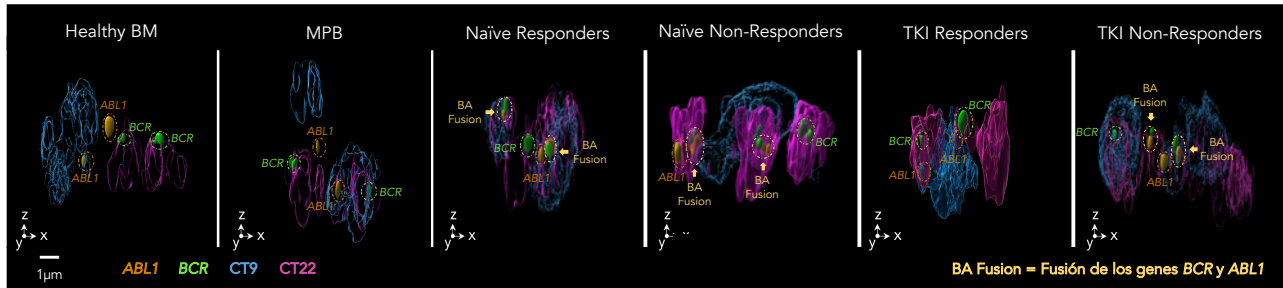 Healthy BM
MPB
Naïve Responders
Naïve Non-Responders
TKI Responders
TKI Non-Responders
ABL1
BCR
BCR
ABL1
z
y x
1µm
ABL1
BCR
ABL1
BCR
z
y x
BA
Fusion
BCR
BA
Fusion
ABL1
z
y x
ABL1
BA
Fusion
BA
Fusion
BCR
z
y x
BCR
BCR
ABL1
ABL1
z
y x
BA
Fusion
BCR
BA
Fusion
ABL1
z
y x
ABL1 BCR CT9 CT22
BA Fusion = Fusión de los genes BCR y ABL1